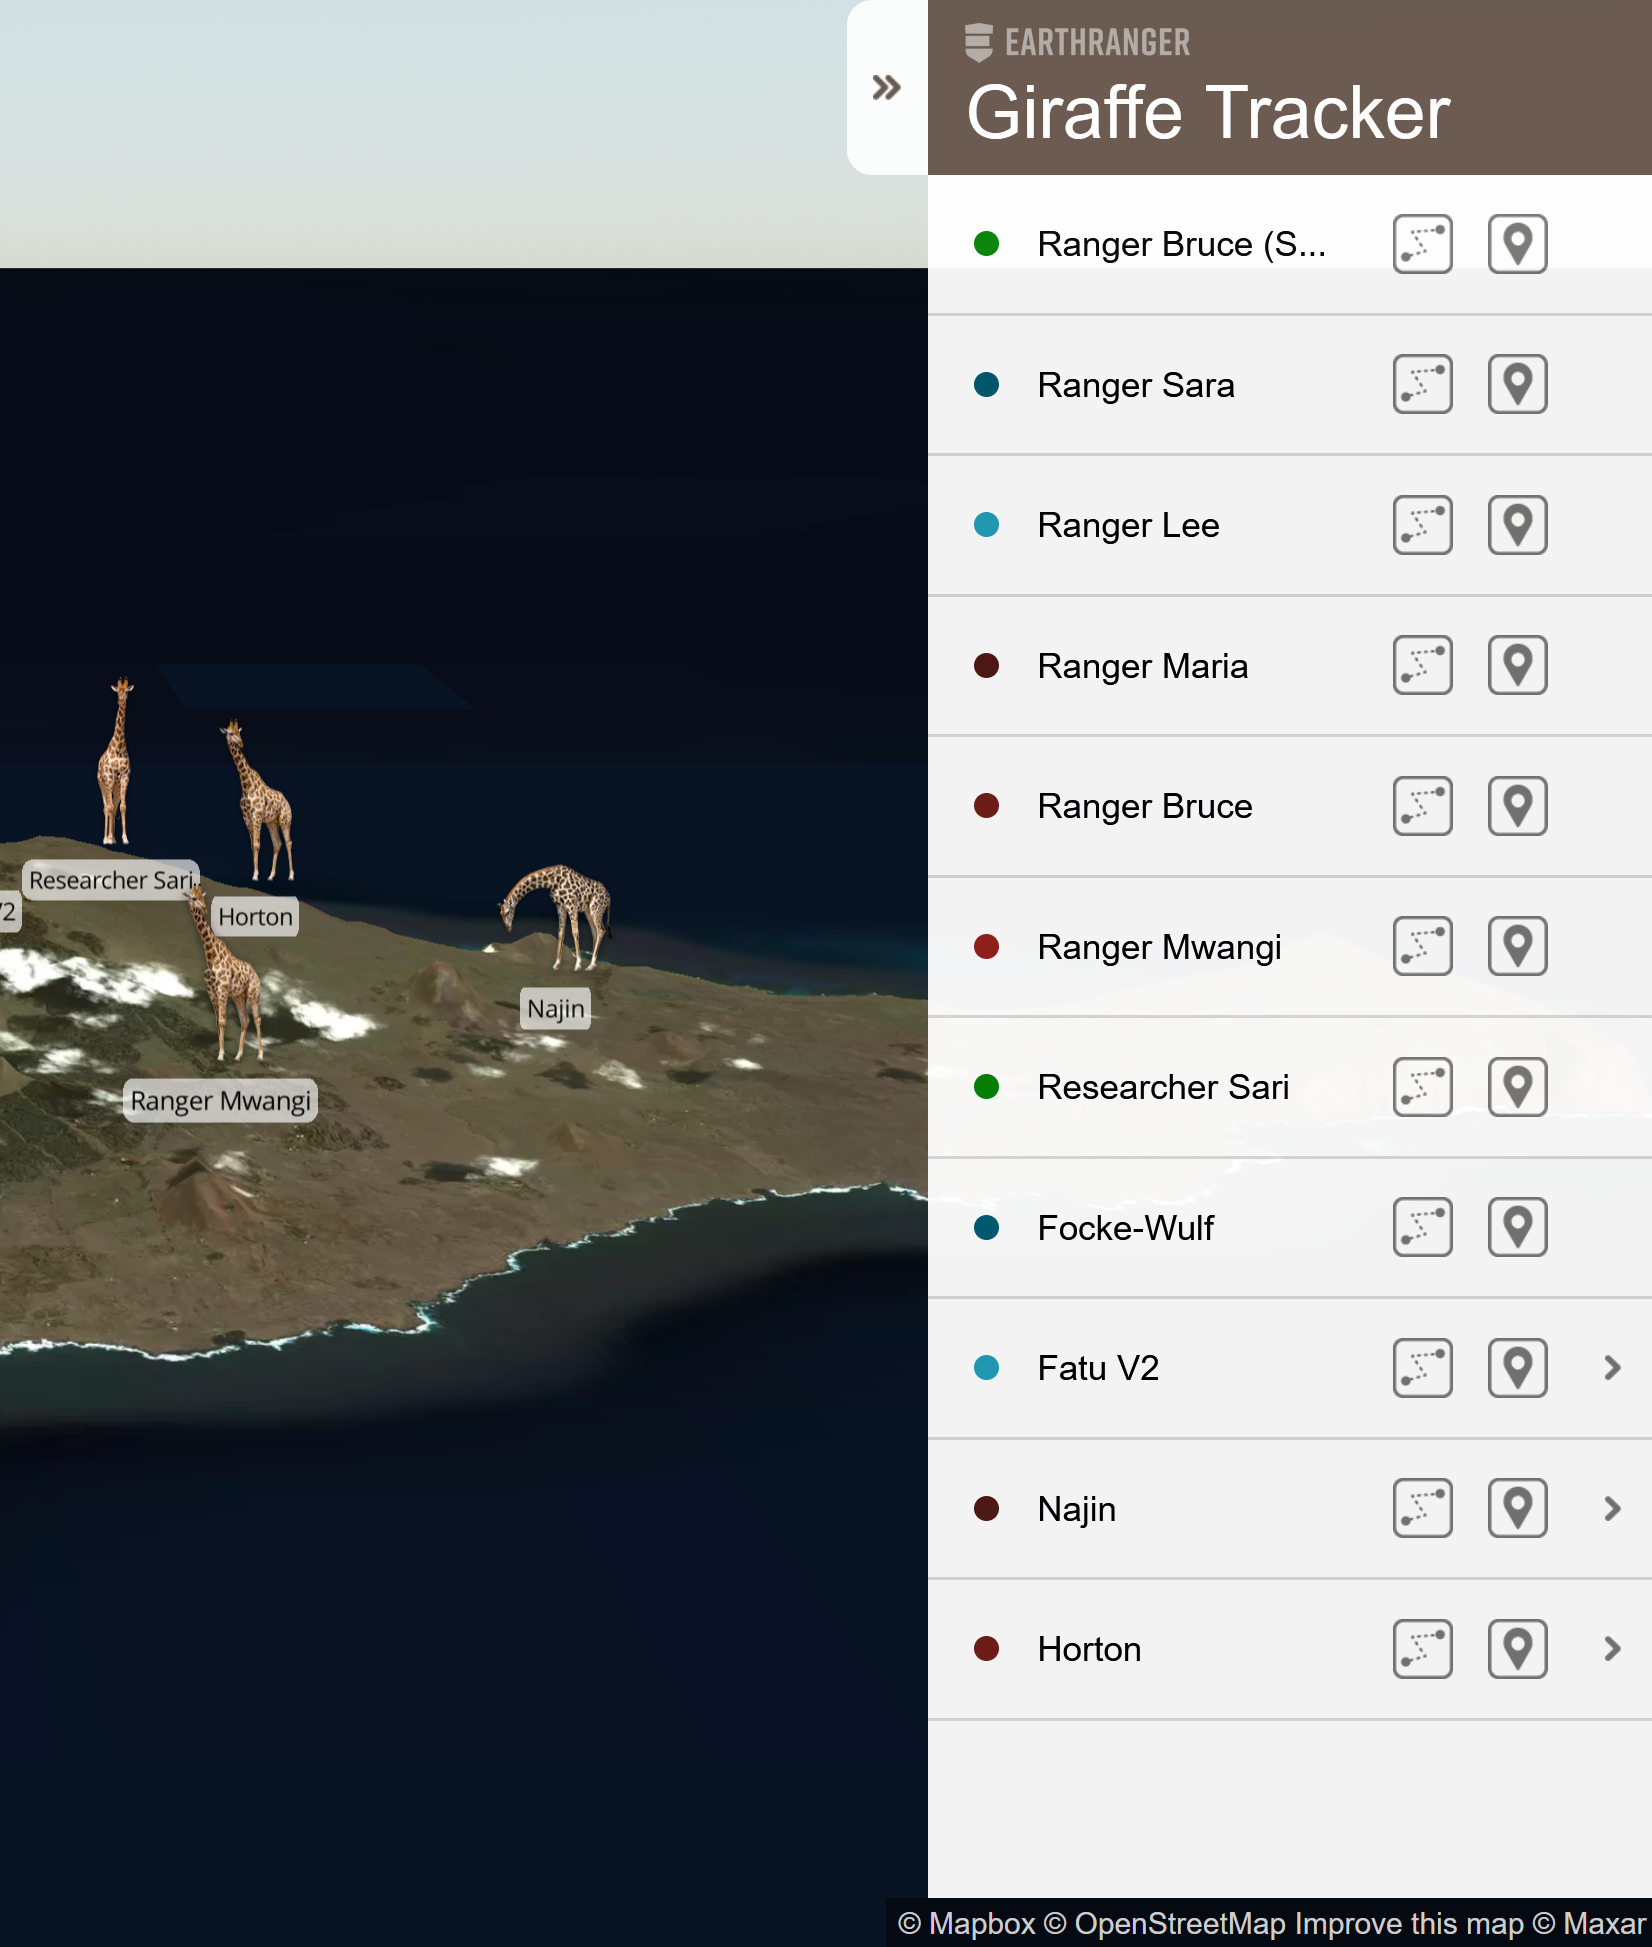 EARTHRANGER
Giraffe Tracker
Ranger Bruce (S...
Ranger Sara
Ranger Lee
Ranger Maria
Ranger Bruce
Ranger Mwangi
Researcher Sari
Focke-Wulf
Fatu V2
Najin
Horton
Researcher Sari
V2
Horton
Najin
Ranger Mwangi
© Mapbox © OpenStreetMap Improve this map © Maxar